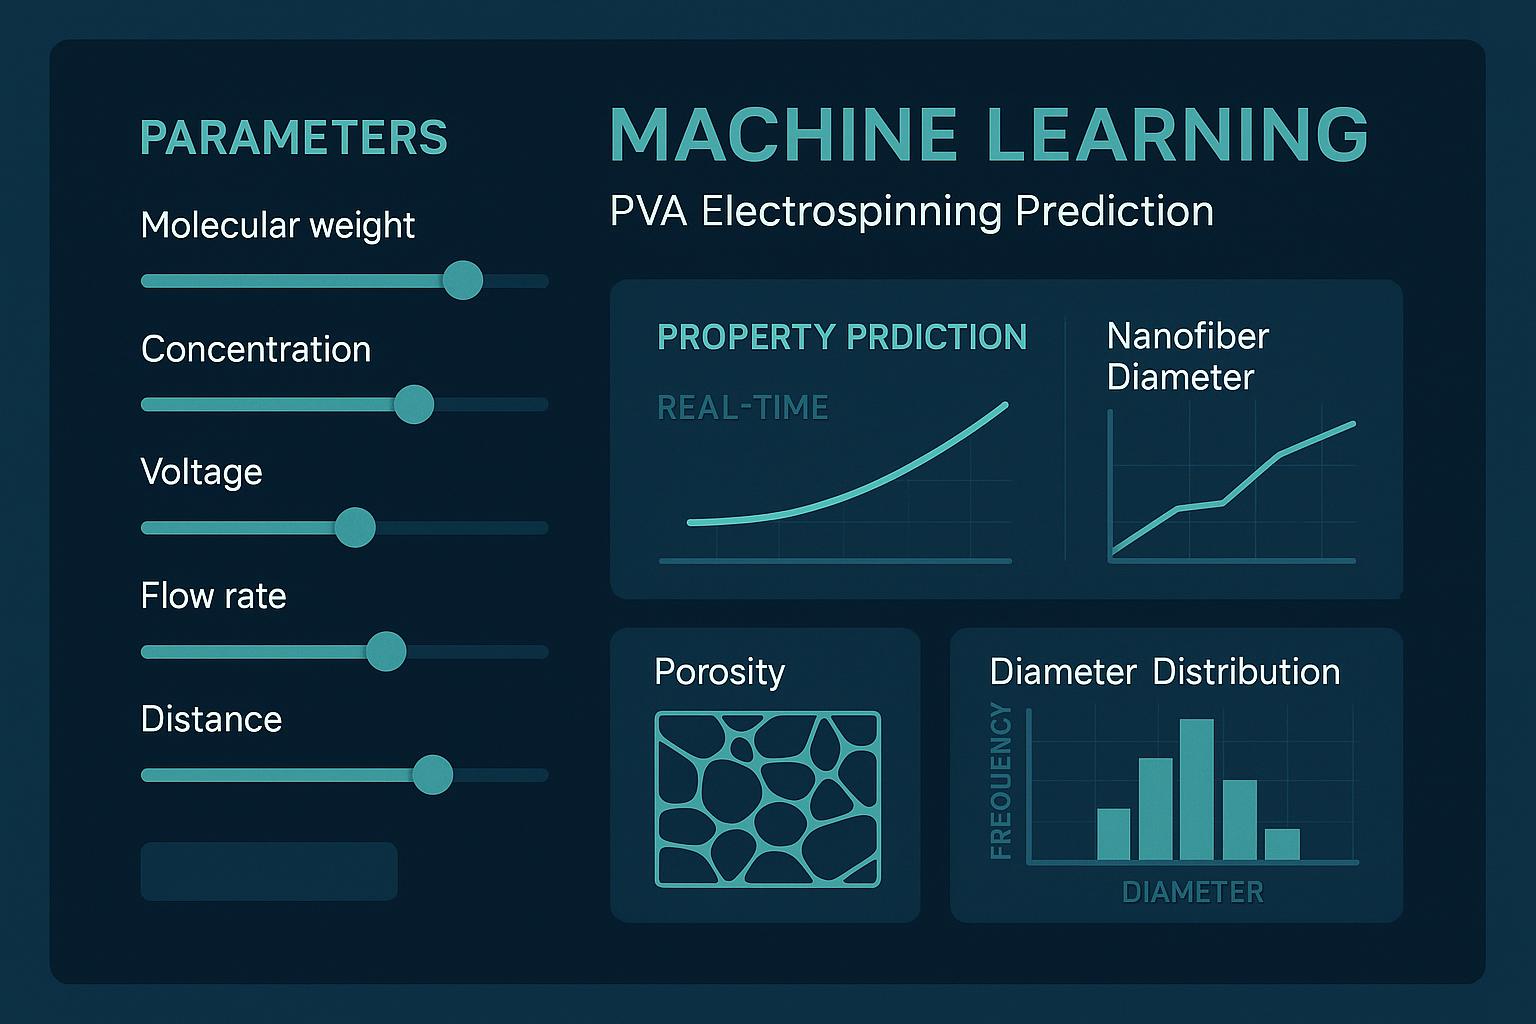 PARAMETERS
Molecular weight
Concentration
Voltage
Flow rate
Distance
MACHINE LEARNING
PVA Electrospinning Prediction
PROPERTY PRDICTION
REAL-TIME
Nanofiber
Diameter
Porosity
Diameter Distribution
FREOUENCY
DIAMETER